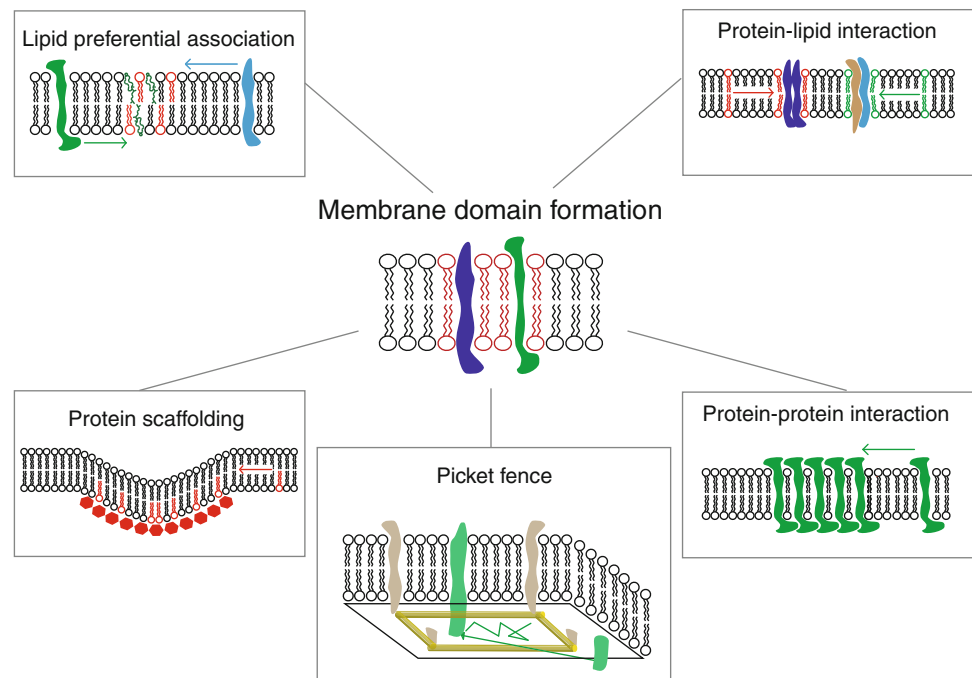 Lipid preferential association
Protein-lipid interaction
Membrane domain formation
Protein scaffolding
Picket fence
Protein-protein interaction